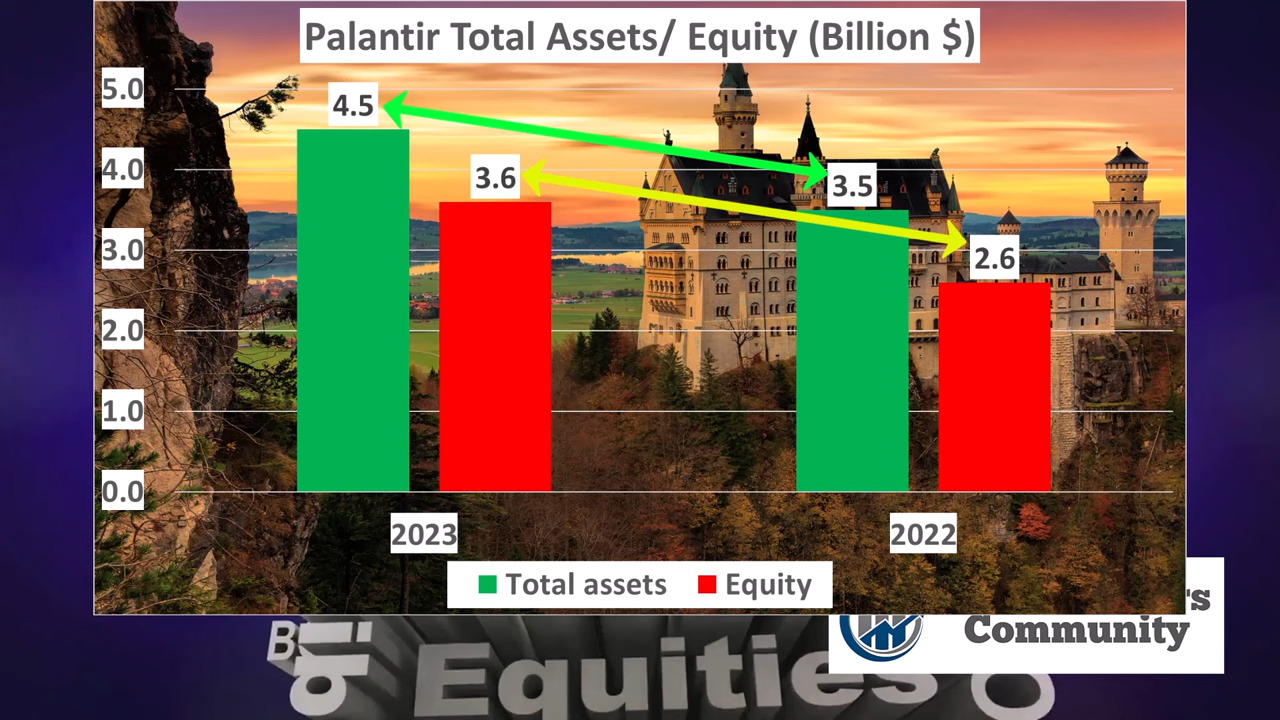 Palantir Total Assets/ Equity (Billion $)
5.0
4.0
3.0
2.0
1.0
0.0
4.5
3.6
3.5
2.6
2023
2022
Total assets
Equity
Community
Equities